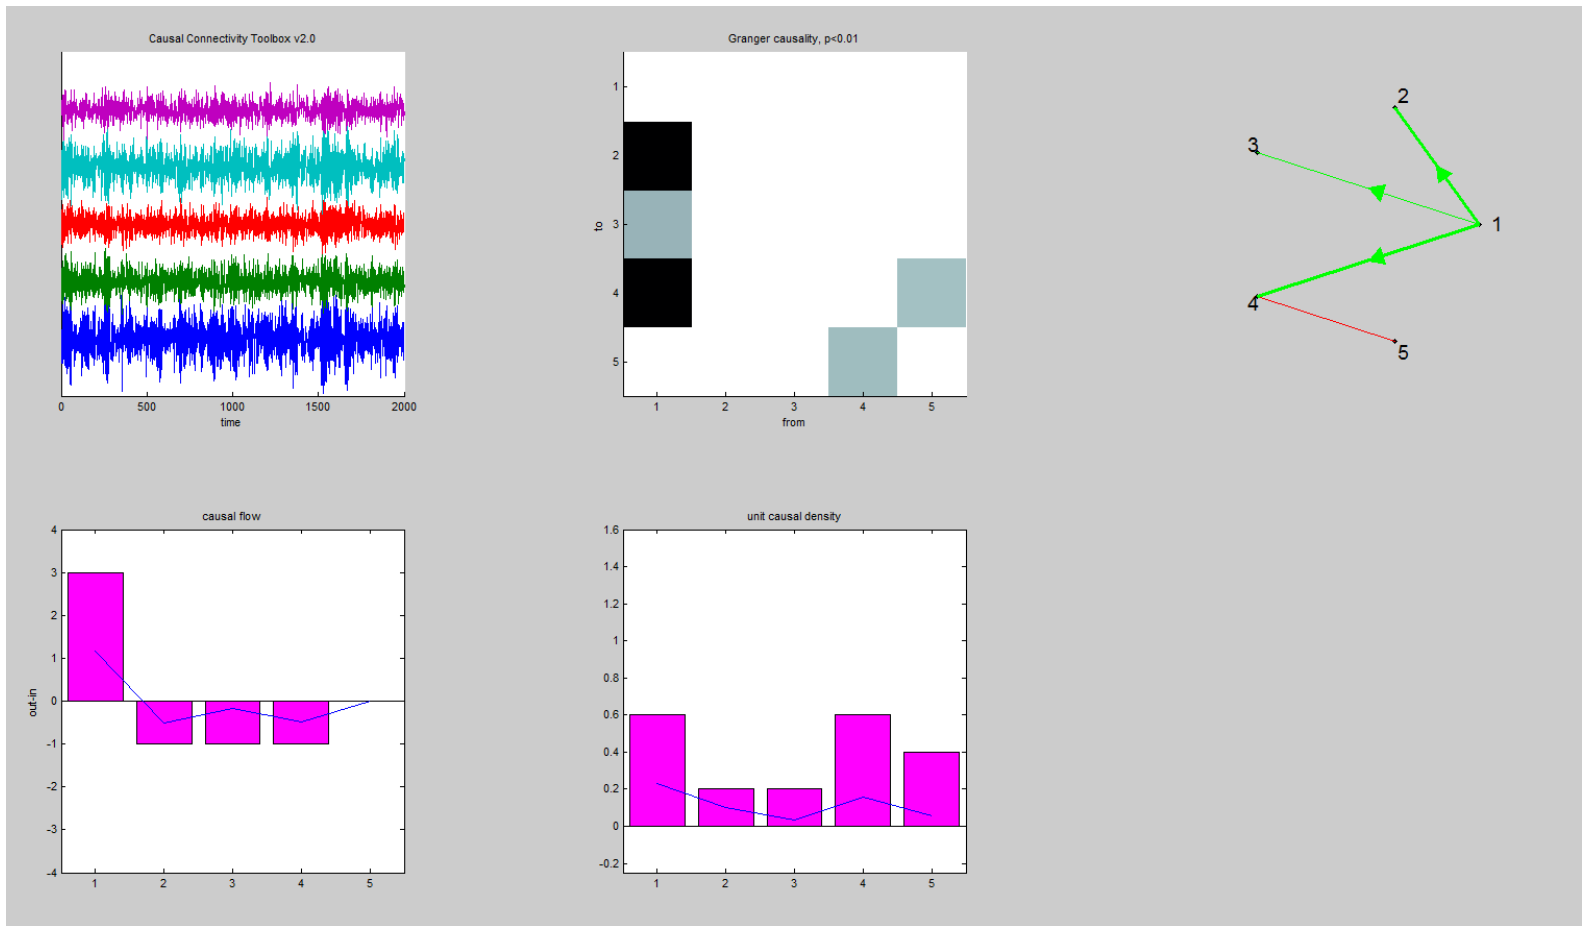 Causal Connectivity Toolbox v2.0
0 500 1000 1500 2000
time
Granger causality, p<0.01
1
2
3
4
5
to
1 2 3 4 5
from
2
3
1
4
5
causal flow
4
3
2
1
0
-1
-2
-3
-4
out-in
1 2 3 4 5
unit causal density
1.6
1.4
1.2
1
0.8
0.6
0.4
0.2
0
-0.2
1 2 3 4 5